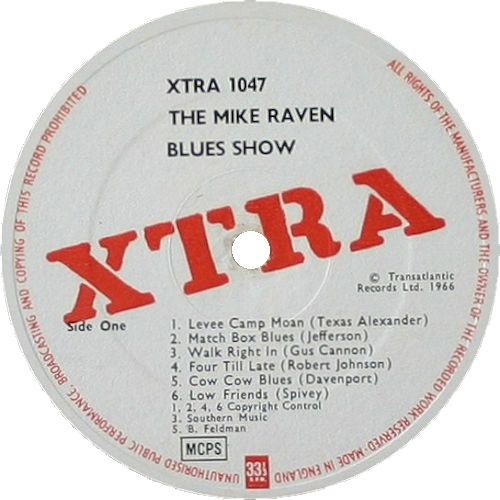 XTRA 1047
THE MIKE RAVEN
BLUES SHOW
XTRA
© Transatlantic
Records Ltd. 1966
Side One
1. Levee Camp Moan (Texas Alexander)
2. Match Box Blues (Jefferson)
3. Walk Right In (Gus Cannon)
4. Four Till Late (Robert Johnson)
5. Cow Cow Blues (Davenport)
6. Low Friends (Spivey)
1, 2, 4, 6 Copyright Control
3. Southern Music
5. B. Feldman
MCPS
33⅓
R.P.M.
ALL RIGHTS OF THE MANUFACTURERS AND THE OWNER OF THE RECORDED WORK RESERVED - MADE IN ENGLAND
UNAUTHORISED PUBLIC PERFORMANCE, BROADCASTING AND COPYING OF THIS RECORD PROHIBITED